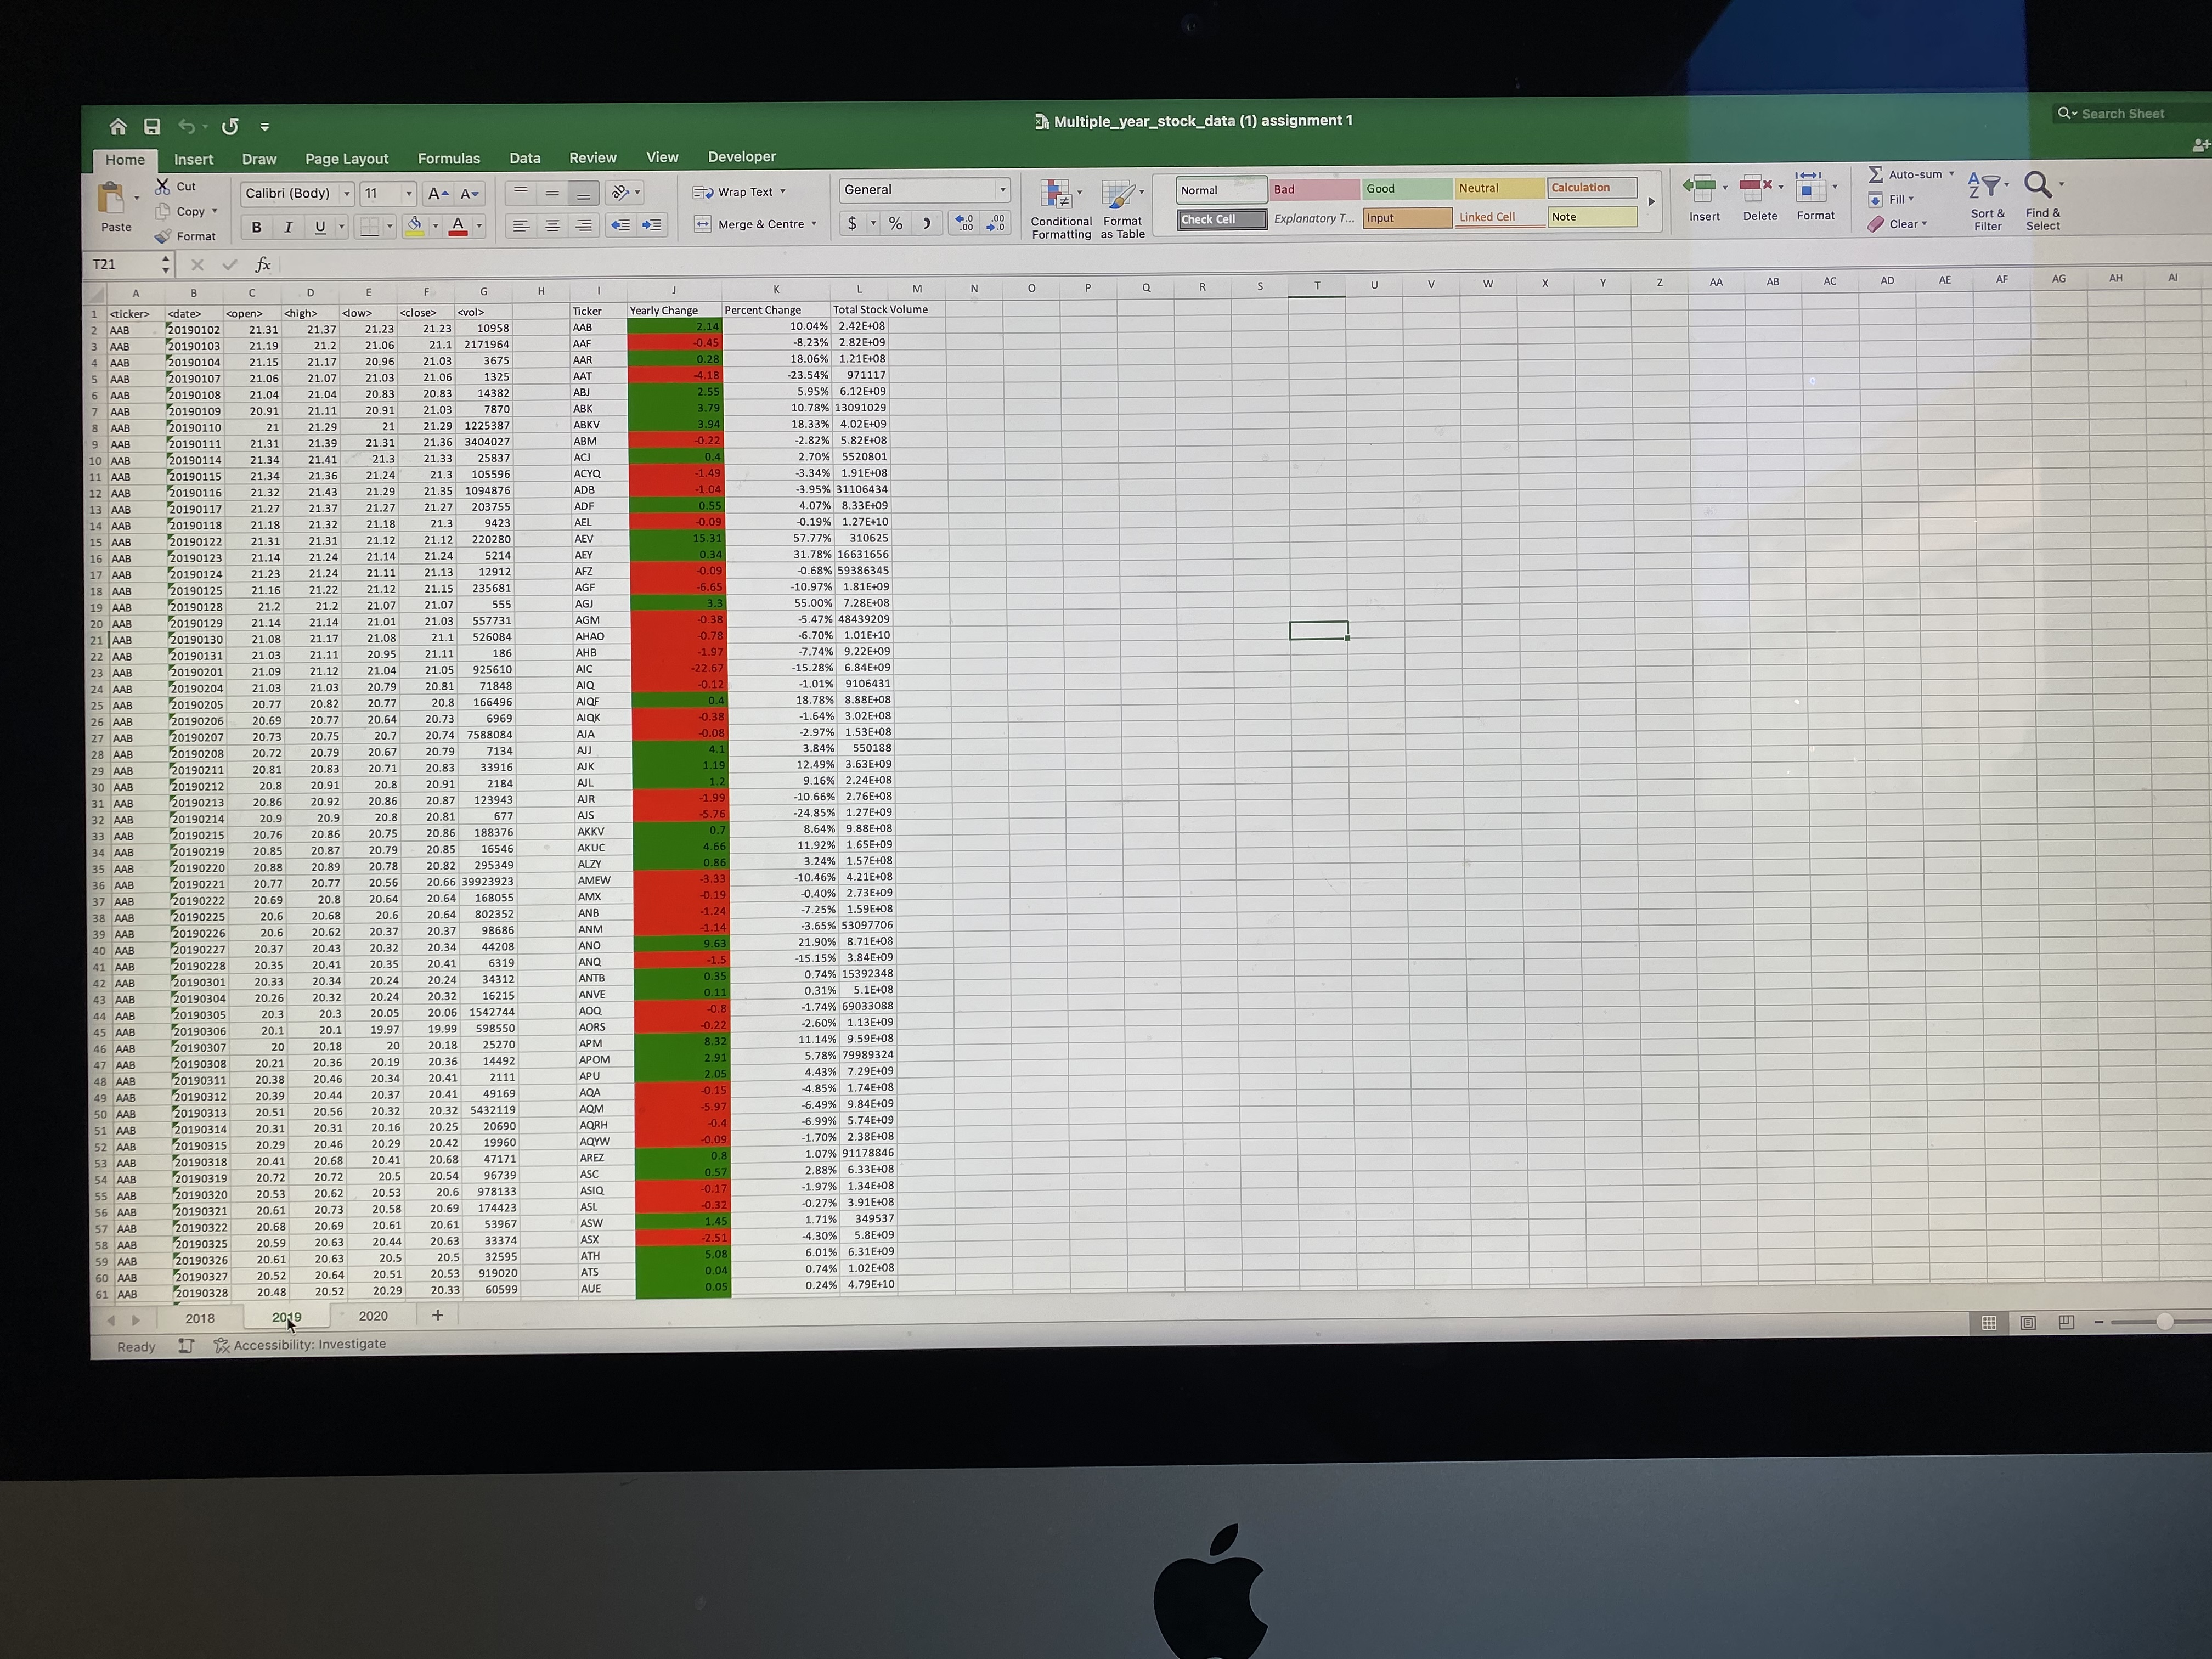 Multiple_year_stock_data (1) assignment 1
Search Sheet
Home Insert Draw Page Layout Formulas Data Review View Developer
Paste
Cut
Copy
Format
Calibri (Body) 11
B I U
Wrap Text
Merge & Centre
General
Conditional Formatting
Format as Table
Normal Bad Good Neutral Calculation
Check Cell Explanatory T... Input Linked Cell Note
Insert Delete Format
Auto-sum
Fill
Clear
Sort & Filter
Find & Select
T21 fx
A B C D E F G H I J K L M N O P Q R S T U V W X Y Z AA AB AC AD AE AF AG AH AI
1 <ticker> <date> <open> <high> <low> <close> <vol> Ticker Yearly Change Percent Change Total Stock Volume
2 AAB 20190102 21.31 21.37 21.23 21.23 10958 AAB 2.14 10.04% 2.42E+08
3 AAB 20190103 21.19 21.2 21.06 21.1 2171964 AAF -0.45 -8.23% 2.82E+09
4 AAB 20190104 21.15 21.17 20.96 21.03 3675 AAR 0.28 18.06% 1.21E+08
5 AAB 20190107 21.06 21.07 21.03 21.06 1325 AAT -4.18 -23.54% 971117
6 AAB 20190108 21.04 21.04 20.83 20.83 14382 ABJ 2.55 5.95% 6.12E+09
7 AAB 20190109 20.91 21.11 20.91 21.03 7870 ABK 3.79 10.78% 13091029
8 AAB 20190110 21 21.29 21 21.29 1225387 ABKV 3.94 18.33% 4.02E+09
9 AAB 20190111 21.31 21.39 21.31 21.36 3404027 ABM -0.22 -2.82% 5.82E+08
10 AAB 20190114 21.34 21.41 21.3 21.33 25837 ACJ 0.4 2.70% 5520801
11 AAB 20190115 21.34 21.36 21.24 21.3 105596 ACYQ -1.49 -3.34% 1.91E+08
12 AAB 20190116 21.32 21.43 21.29 21.35 1094876 ADB -1.04 -3.95% 31106434
13 AAB 20190117 21.27 21.37 21.27 21.27 203755 ADF 0.55 4.07% 8.33E+09
14 AAB 20190118 21.18 21.32 21.18 21.3 9423 AEL -0.09 -0.19% 1.27E+10
15 AAB 20190122 21.31 21.31 21.12 21.12 220280 AEV 15.31 57.77% 310625
16 AAB 20190123 21.14 21.24 21.14 21.24 5214 AEY 0.34 31.78% 16631656
17 AAB 20190124 21.23 21.24 21.11 21.13 12912 AFZ -0.09 -0.68% 59386345
18 AAB 20190125 21.16 21.22 21.12 21.15 235681 AGF -6.65 -10.97% 1.81E+09
19 AAB 20190128 21.2 21.2 21.07 21.07 555 AGJ 3.3 55.00% 7.28E+08
20 AAB 20190129 21.14 21.14 21.01 21.03 557731 AGM -0.38 -5.47% 48439209
21 AAB 20190130 21.08 21.17 21.08 21.1 526084 AHAO -0.78 -6.70% 1.01E+10
22 AAB 20190131 21.03 21.11 20.95 21.11 186 AHB -1.97 -7.74% 9.22E+09
23 AAB 20190201 21.09 21.12 21.04 21.05 925610 AIC -22.67 -15.28% 6.84E+09
24 AAB 20190204 21.03 21.03 20.79 20.81 71848 AIQ -0.12 -1.01% 9106431
25 AAB 20190205 20.77 20.82 20.77 20.8 166496 AIQF 0.4 18.78% 8.88E+08
26 AAB 20190206 20.69 20.77 20.64 20.73 6969 AIQK -0.38 -1.64% 3.02E+08
27 AAB 20190207 20.73 20.75 20.7 20.74 7588084 AJA -0.08 -2.97% 1.53E+08
28 AAB 20190208 20.72 20.79 20.67 20.79 7134 AJJ 4.1 3.84% 550188
29 AAB 20190211 20.81 20.83 20.71 20.83 33916 AJK 1.19 12.49% 3.63E+09
30 AAB 20190212 20.8 20.91 20.8 20.91 2184 AJL 1.2 9.16% 2.24E+08
31 AAB 20190213 20.86 20.92 20.86 20.87 123943 AJR -1.99 -10.66% 2.76E+08
32 AAB 20190214 20.9 20.9 20.8 20.81 677 AJS -5.76 -24.85% 1.27E+09
33 AAB 20190215 20.76 20.86 20.75 20.86 188376 AKKV 0.7 8.64% 9.88E+08
34 AAB 20190219 20.85 20.87 20.79 20.85 16546 AKUC 4.66 11.92% 1.65E+09
35 AAB 20190220 20.88 20.89 20.78 20.82 295349 ALZY 0.86 3.24% 1.57E+08
36 AAB 20190221 20.77 20.77 20.56 20.66 39923923 AMEW -3.33 -10.46% 4.21E+08
37 AAB 20190222 20.69 20.8 20.64 20.64 168055 AMX -0.19 -0.40% 2.73E+09
38 AAB 20190225 20.6 20.68 20.6 20.64 802352 ANB -1.24 -7.25% 1.59E+08
39 AAB 20190226 20.6 20.62 20.37 20.37 98686 ANM -1.14 -3.65% 53097706
40 AAB 20190227 20.37 20.43 20.32 20.34 44208 ANO 9.63 21.90% 8.71E+08
41 AAB 20190228 20.35 20.41 20.35 20.41 6319 ANQ -1.5 -15.15% 3.84E+09
42 AAB 20190301 20.33 20.34 20.24 20.24 34312 ANTB 0.35 0.74% 15392348
43 AAB 20190304 20.26 20.32 20.24 20.32 16215 ANVE 0.11 0.31% 5.1E+08
44 AAB 20190305 20.3 20.3 20.05 20.06 1542744 AOQ -0.8 -1.74% 69033088
45 AAB 20190306 20.1 20.1 19.97 19.99 598550 AORS -0.22 -2.60% 1.13E+09
46 AAB 20190307 20 20.18 20 20.18 25270 APM 8.32 11.14% 9.59E+08
47 AAB 20190308 20.21 20.36 20.19 20.36 14492 APOM 2.91 5.78% 79989324
48 AAB 20190311 20.38 20.46 20.34 20.41 2111 APU 2.05 4.43% 7.29E+09
49 AAB 20190312 20.39 20.44 20.37 20.41 49169 AQA -0.15 -4.85% 1.74E+08
50 AAB 20190313 20.51 20.56 20.32 20.32 5432119 AQM -5.97 -6.49% 9.84E+09
51 AAB 20190314 20.31 20.31 20.16 20.25 20690 AQRH -0.4 -6.99% 5.74E+09
52 AAB 20190315 20.29 20.46 20.29 20.42 19960 AQYW -0.09 -1.70% 2.38E+08
53 AAB 20190318 20.41 20.68 20.41 20.68 47171 AREZ 0.8 1.07% 91178846
54 AAB 20190319 20.72 20.72 20.5 20.54 96739 ASC 0.57 2.88% 6.33E+08
55 AAB 20190320 20.53 20.62 20.53 20.6 978133 ASIQ -0.17 -1.97% 1.34E+08
56 AAB 20190321 20.61 20.73 20.58 20.69 174423 ASL -0.32 -0.27% 3.91E+08
57 AAB 20190322 20.68 20.69 20.61 20.61 53967 ASW 1.45 1.71% 349537
58 AAB 20190325 20.59 20.63 20.44 20.63 33374 ASX -2.51 -4.30% 5.8E+09
59 AAB 20190326 20.61 20.63 20.5 20.5 32595 ATH 5.08 6.01% 6.31E+09
60 AAB 20190327 20.52 20.64 20.51 20.53 919020 ATS 0.04 0.74% 1.02E+08
61 AAB 20190328 20.48 20.52 20.29 20.33 60599 AUE 0.05 0.24% 4.79E+10
2018 2019 2020 +
Ready Accessibility: Investigate